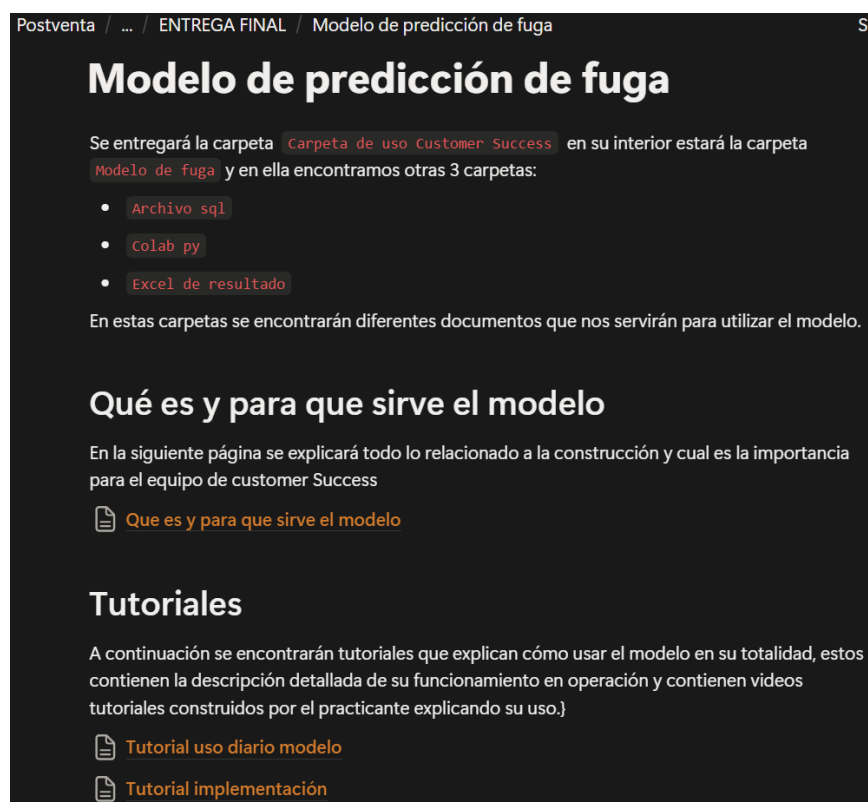 Postventa / ... / ENTREGA FINAL / Modelo de predicción de fuga S
Modelo de predicción de fuga
Se entregará la carpeta Carpeta de uso Customer Success en su interior estará la carpeta
Modelo de fuga y en ella encontramos otras 3 carpetas:
• Archivo sql
• Colab py
• Excel de resultado
En estas carpetas se encontrarán diferentes documentos que nos servirán para utilizar el modelo.
Qué es y para que sirve el modelo
En la siguiente página se explicará todo lo relacionado a la construcción y cual es la importancia
para el equipo de customer Success
Que es y para que sirve el modelo
Tutoriales
A continuación se encontrarán tutoriales que explican cómo usar el modelo en su totalidad, estos
contienen la descripción detallada de su funcionamiento en operación y contienen videos
tutoriales construidos por el practicante explicando su uso.}
Tutorial uso diario modelo
Tutorial implementación